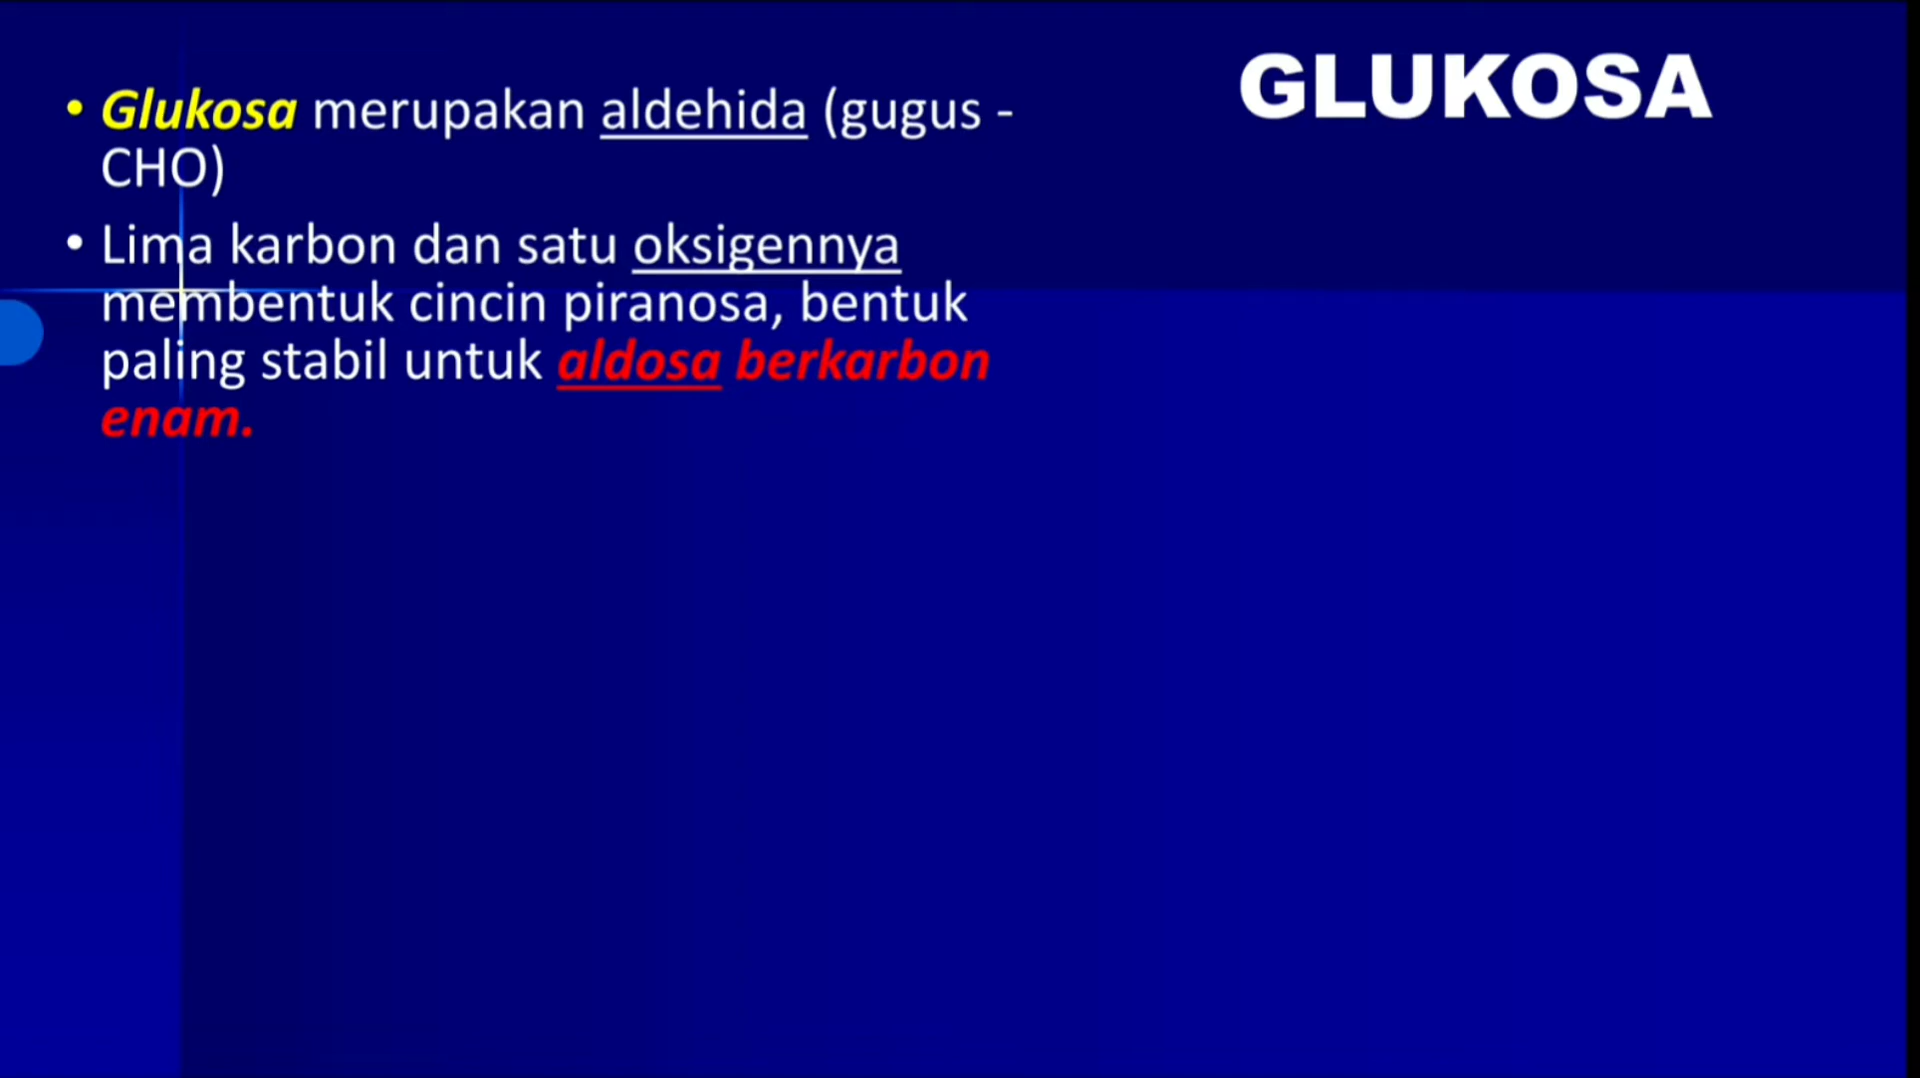 GLUKOSA
• Glukosa merupakan aldehida (gugus -
CHO)
• Lima karbon dan satu oksigennya
membentuk cincin piranosa, bentuk
paling stabil untuk aldosa berkarbon
enam.